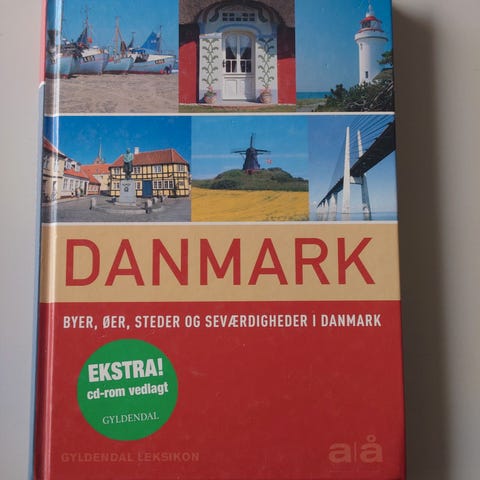 DANMARK
BYER, ØER, STEDER OG SEVÆRDIGHEDER I DANMARK
EKSTRA!
cd-rom vedlagt
GYLDENDAL
GYLDENDAL LEKSIKON
a|å